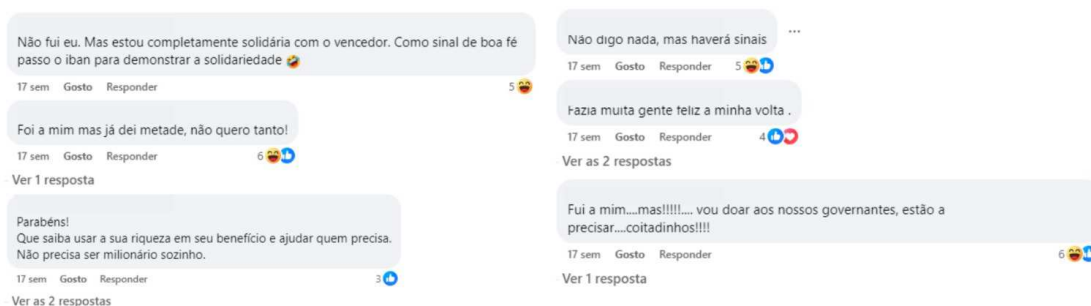 Não fui eu. Mas estou completamente solidária com o vencedor. Como sinal de boa fé
passo o iban para demonstrar a solidariedade 🤣
17 sem Gosto Responder 5
Foi a mim mas já dei metade, não quero tanto!
17 sem Gosto Responder 6
Ver 1 resposta
Parabéns!
Que saiba usar a sua riqueza em seu benefício e ajudar quem precisa.
Não precisa ser milionário sozinho.
17 sem Gosto Responder 3
Ver as 2 respostas
Não digo nada, mas haverá sinais
...
17 sem Gosto Responder 5
Fazia muita gente feliz a minha volta .
17 sem Gosto Responder 4
Ver as 2 respostas
Fui a mim....mas!!!!!.... vou doar aos nossos governantes, estão a
precisar....coitadinhos!!!!
17 sem Gosto Responder 6
Ver 1 resposta